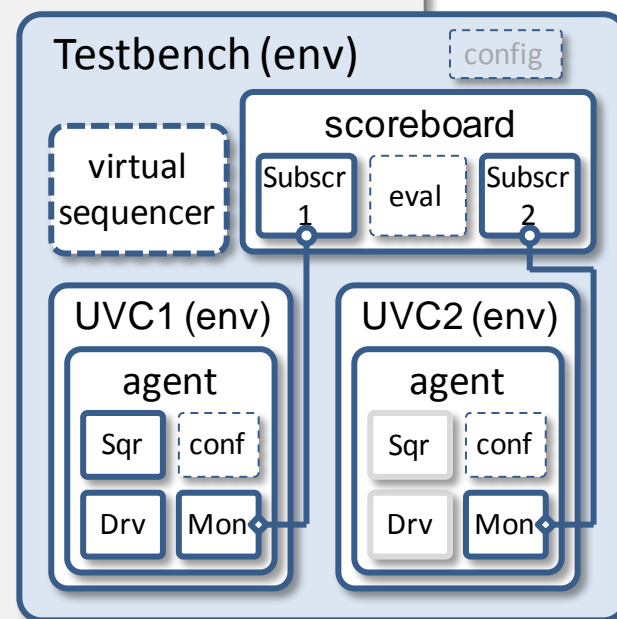 Testbench (env)
config
scoreboard
virtual
sequencer
Subscr
1
eval
Subscr
2
UVC1 (env)
agent
Sqr
conf
Drv
Mon
UVC2 (env)
agent
Sqr
conf
Drv
Mon